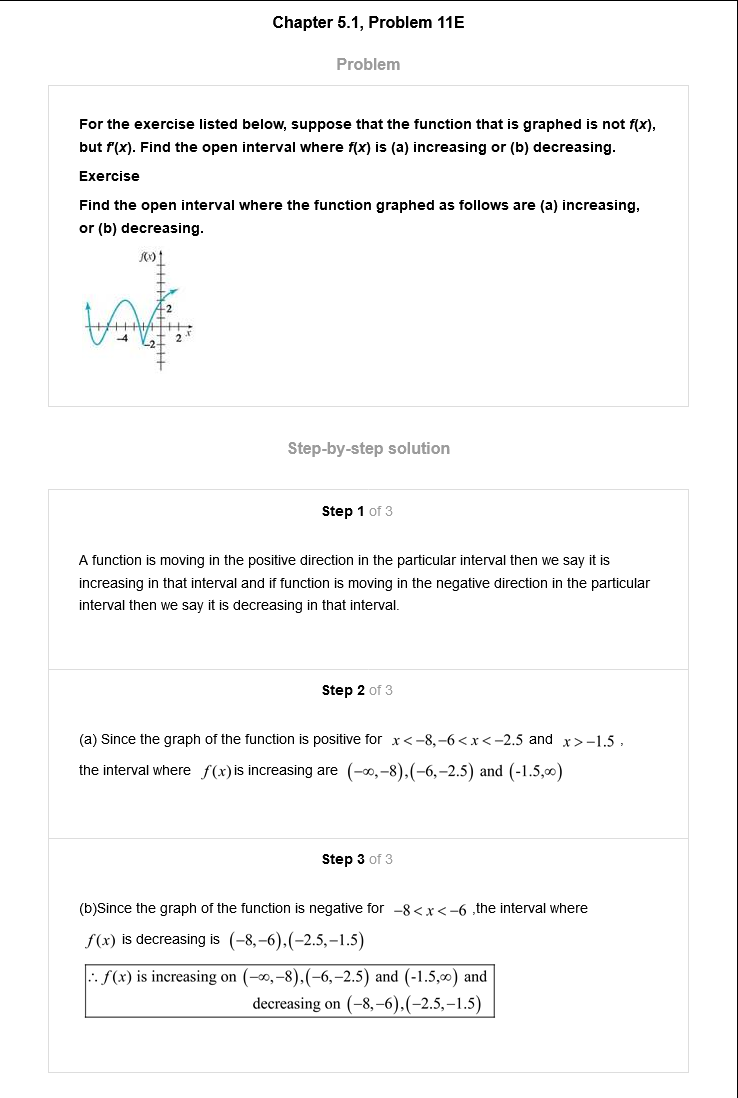 Chapter 5.1, Problem 11E
Problem
For the exercise listed below, suppose that the function that is graphed is not f(x),
but f'(x). Find the open interval where f(x) is (a) increasing or (b) decreasing.
Exercise
Find the open interval where the function graphed as follows are (a) increasing,
or (b) decreasing.
f(x)
2
-4
-2
2
x
Step-by-step solution
Step 1 of 3
A function is moving in the positive direction in the particular interval then we say it is
increasing in that interval and if function is moving in the negative direction in the particular
interval then we say it is decreasing in that interval.
Step 2 of 3
(a) Since the graph of the function is positive for x<−8,−6<x<−2.5 and x>−1.5 ,
the interval where f(x) is increasing are (−∞,−8),(−6,−2.5) and (-1.5,∞)
Step 3 of 3
(b)Since the graph of the function is negative for −8<x<−6 ,the interval where
f(x) is decreasing is (−8,−6),(−2.5,−1.5)
∴ f(x) is increasing on (−∞,−8),(−6,−2.5) and (-1.5,∞) and
decreasing on (−8,−6),(−2.5,−1.5)